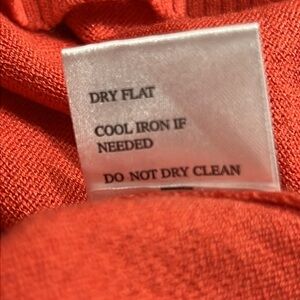 DRY FLAT
COOL IRON IF
NEEDED
DO NOT DRY CLEAN